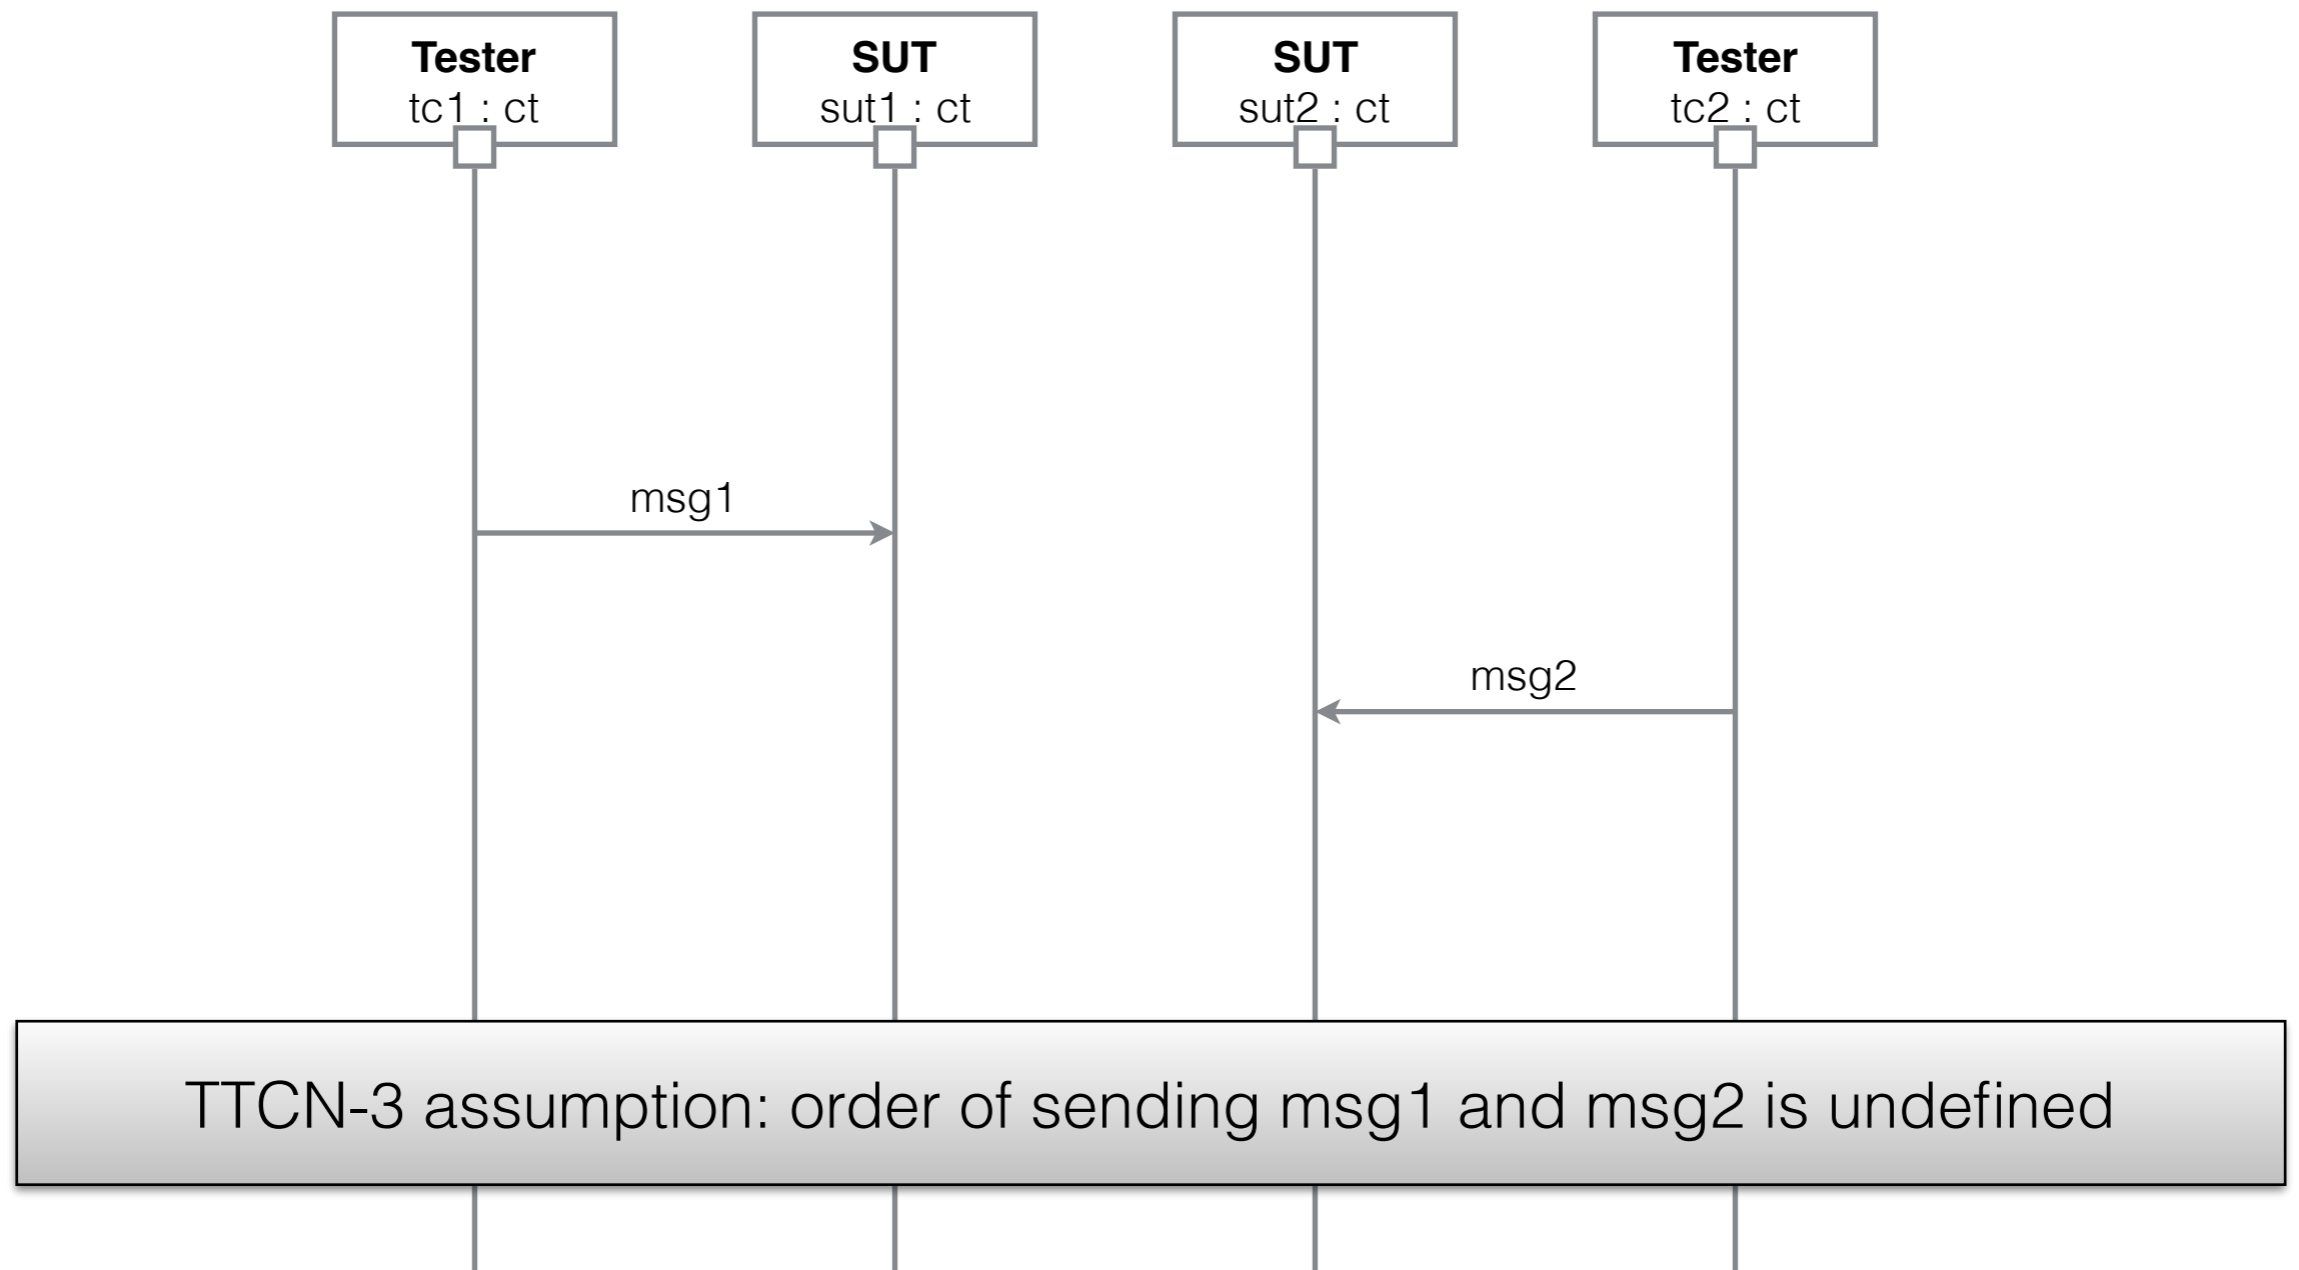 Tester
tc1 : ct
SUT
sut1 : ct
SUT
sut2 : ct
Tester
tc2 : ct
msg1
msg2
TTCN-3 assumption: order of sending msg1 and msg2 is undefined